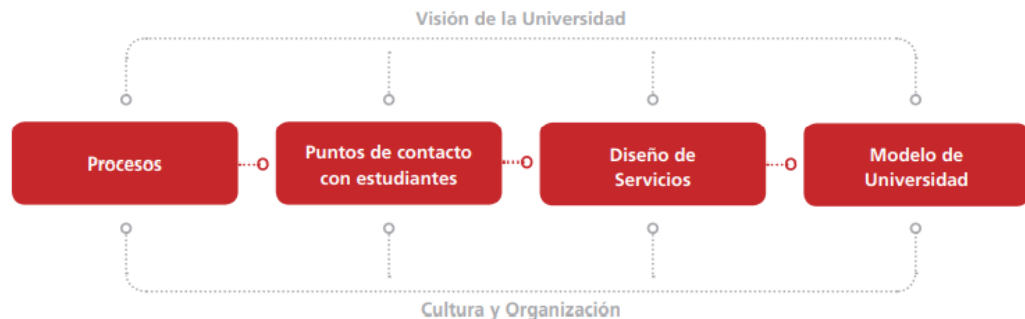 Visión de la Universidad
Procesos
Puntos de contacto
con estudiantes
Diseño de
Servicios
Modelo de
Universidad
Cultura y Organización